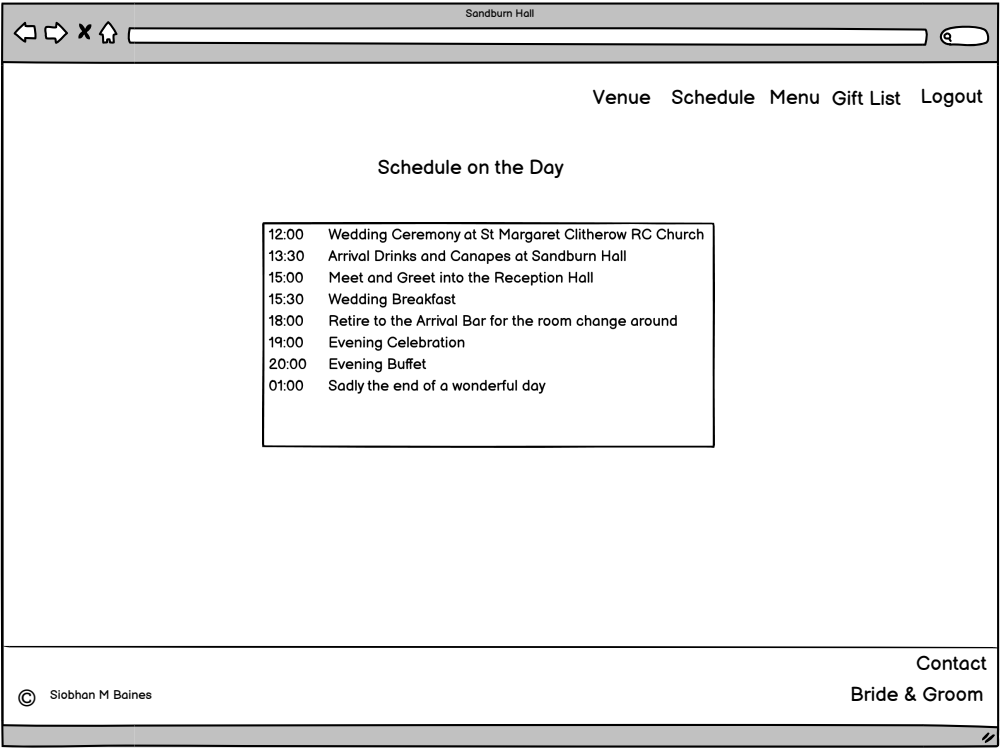 Sandburn Hall
Venue Schedule Menu Gift List Logout
Schedule on the Day
12:00 Wedding Ceremony at St Margaret Clitherow RC Church
13:30 Arrival Drinks and Canapes at Sandburn Hall
15:00 Meet and Greet into the Reception Hall
15:30 Wedding Breakfast
18:00 Retire to the Arrival Bar for the room change around
19:00 Evening Celebration
20:00 Evening Buffet
01:00 Sadly the end of a wonderful day
Contact
© Siobhan M Baines Bride & Groom